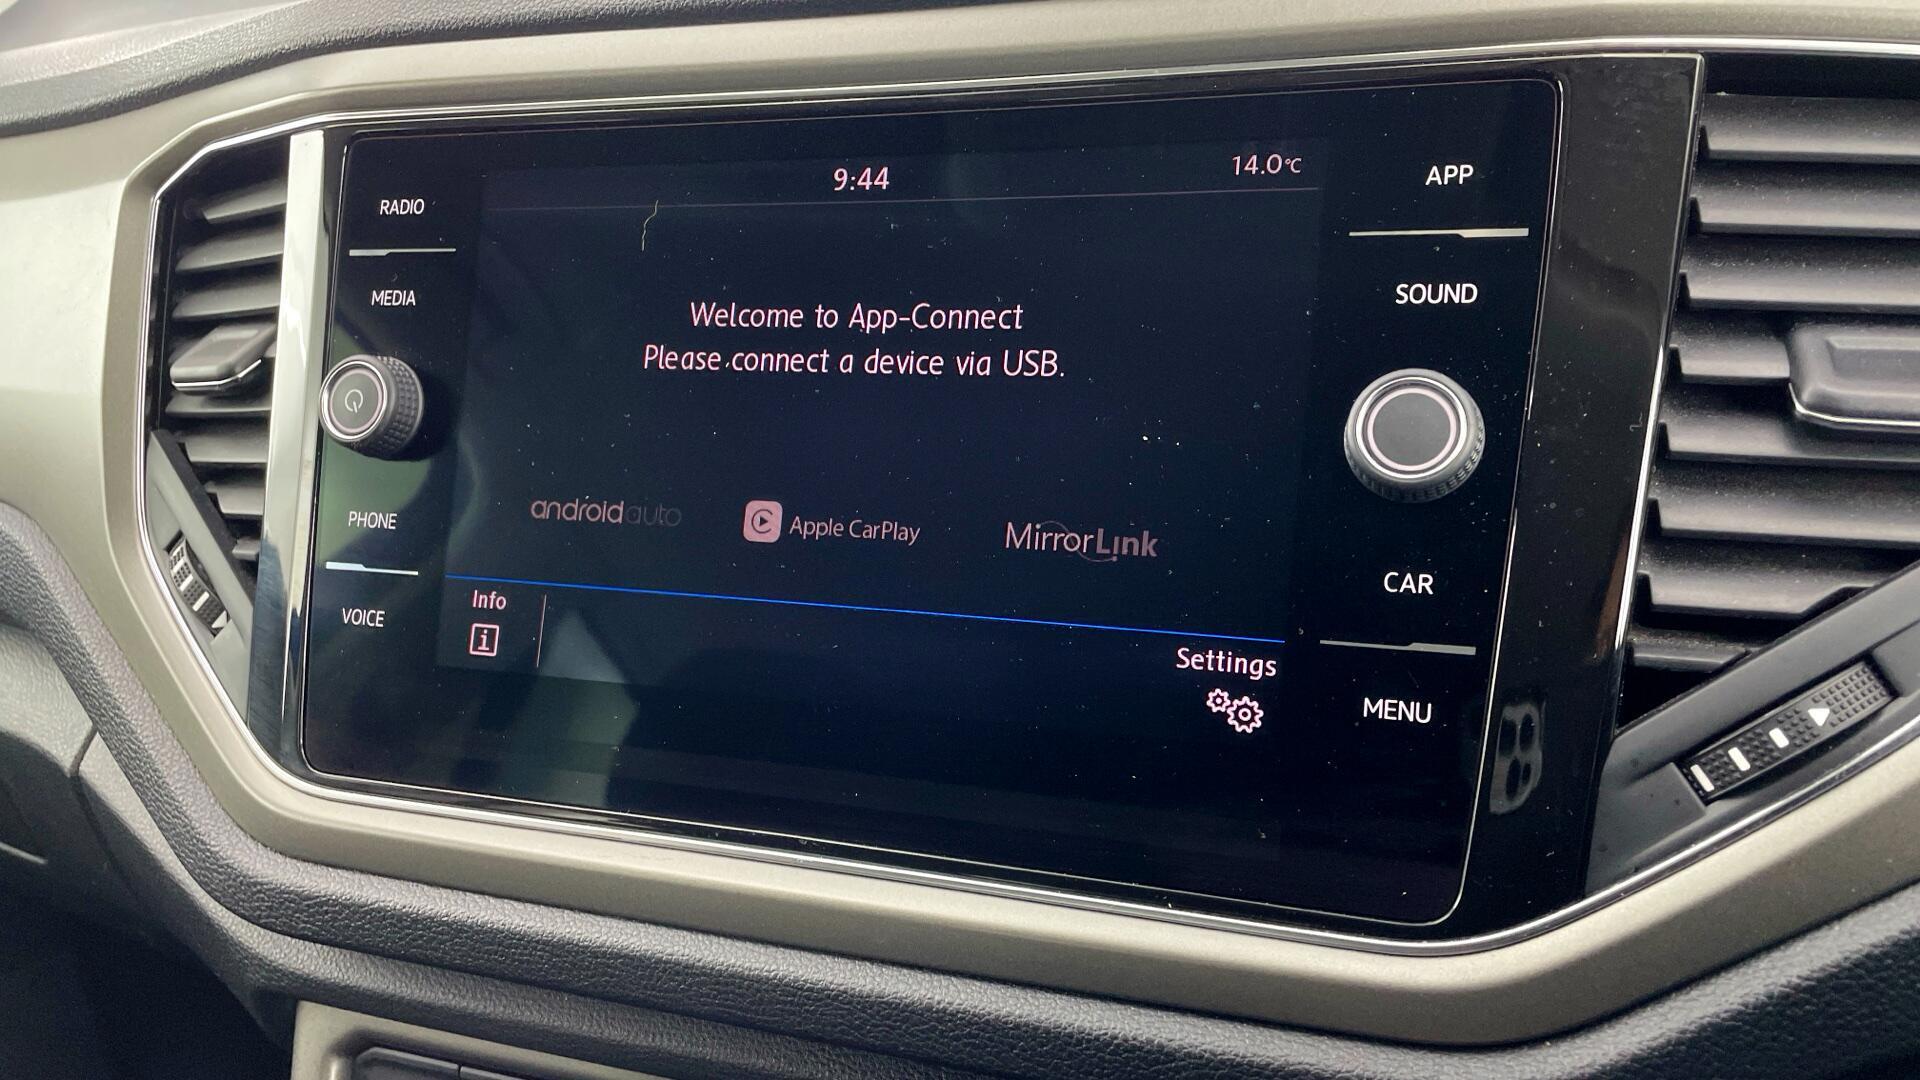 9:44
14.0°C
RADIO
MEDIA
PHONE
VOICE
Welcome to App-Connect
Please connect a device via USB.
androidauto
Apple CarPlay
MirrorLink
Info
i
Settings
APP
SOUND
CAR
MENU